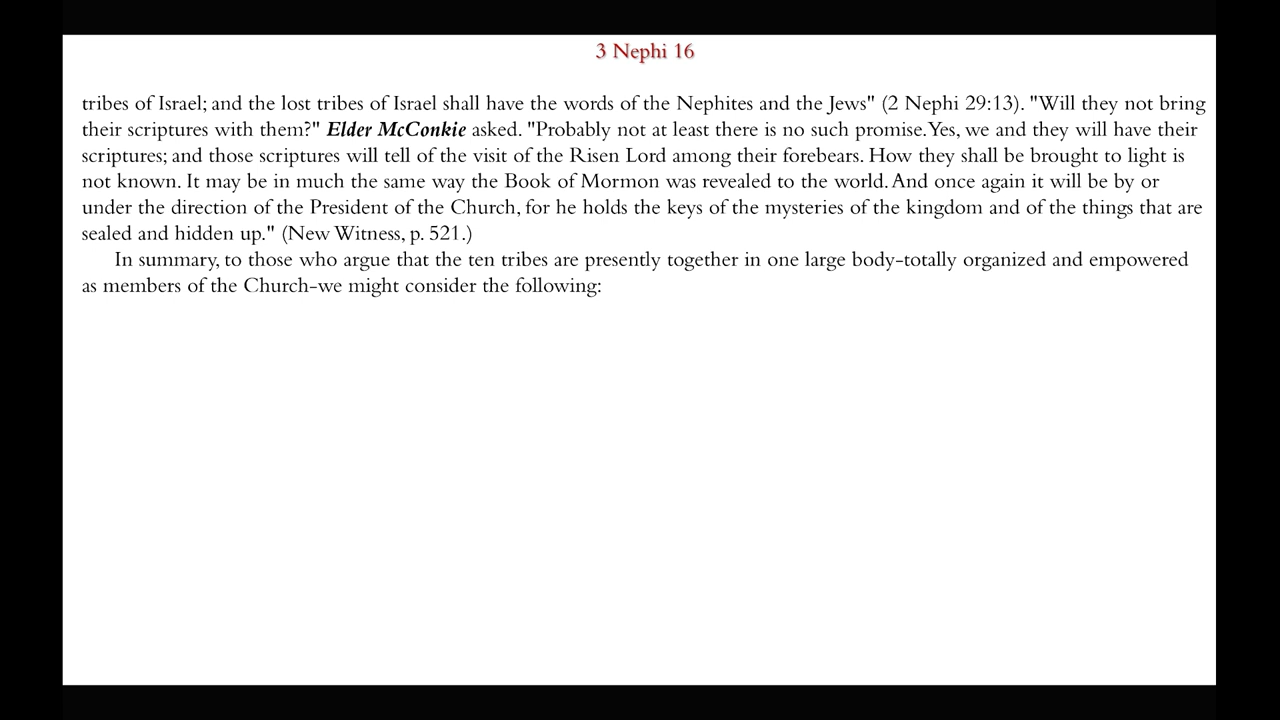 3 Nephi 16
tribes of Israel; and the lost tribes of Israel shall have the words of the Nephites and the Jews" (2 Nephi 29:13). "Will they not bring
their scriptures with them?" Elder McConkie asked. "Probably not at least there is no such promise. Yes, we and they will have their
scriptures; and those scriptures will tell of the visit of the Risen Lord among their forebears. How they shall be brought to light is
not known. It may be in much the same way the Book of Mormon was revealed to the world. And once again it will be by or
under the direction of the President of the Church, for he holds the keys of the mysteries of the kingdom and of the things that are
sealed and hidden up." (New Witness, p. 521.)
In summary, to those who argue that the ten tribes are presently together in one large body-totally organized and empowered
as members of the Church-we might consider the following: